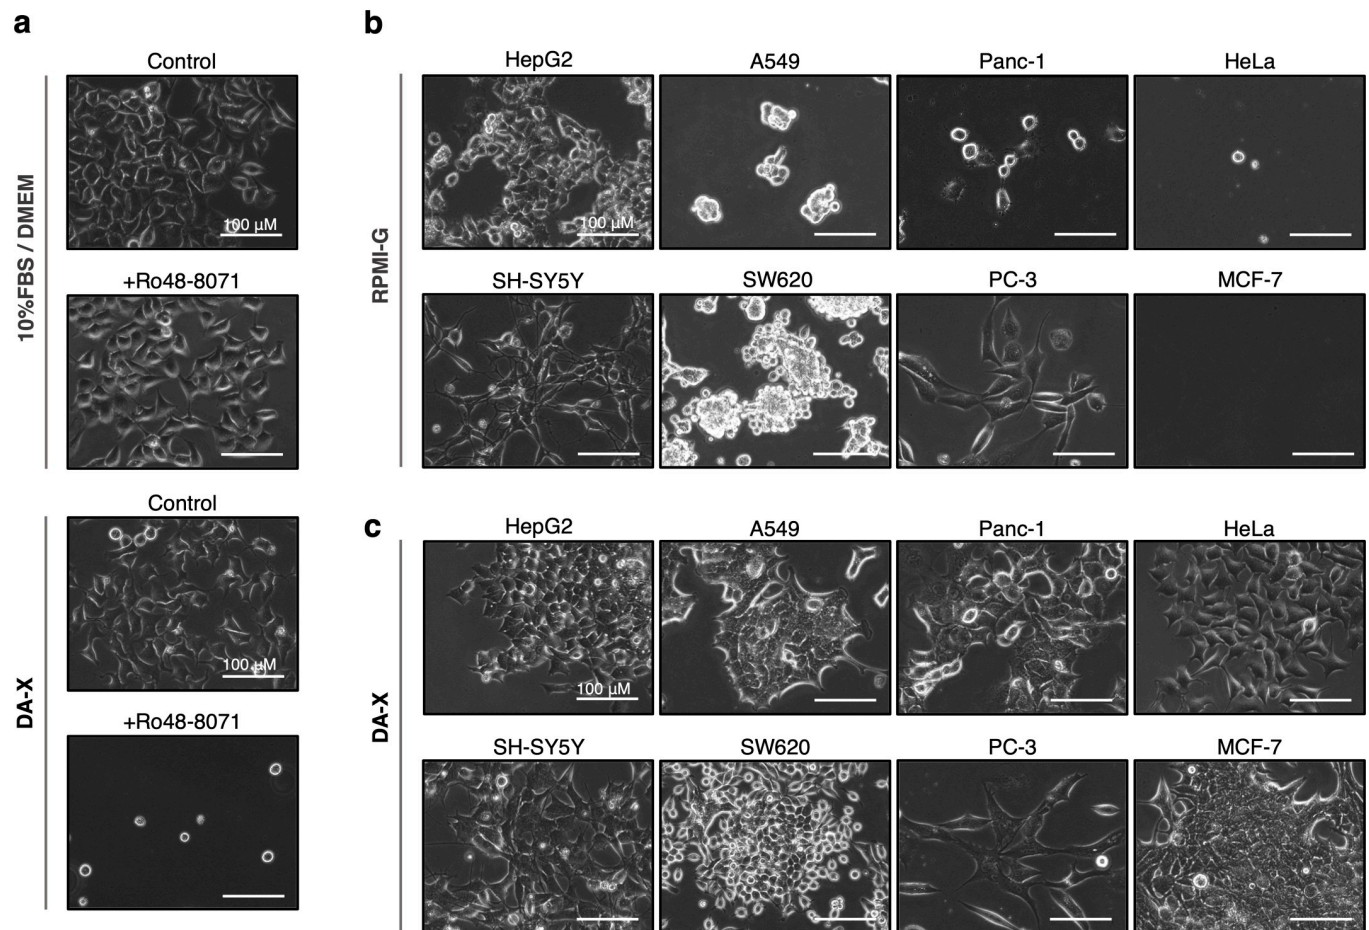 a
Control
100 µM
+Ro48-8071
10%FBS / DMEM
Control
100 µM
+Ro48-8071
DA-X
b
HepG2
A549
Panc-1
HeLa
100 µM
SH-SY5Y
SW620
PC-3
MCF-7
RPMI-G
c
HepG2
A549
Panc-1
HeLa
100 µM
SH-SY5Y
SW620
PC-3
MCF-7
DA-X